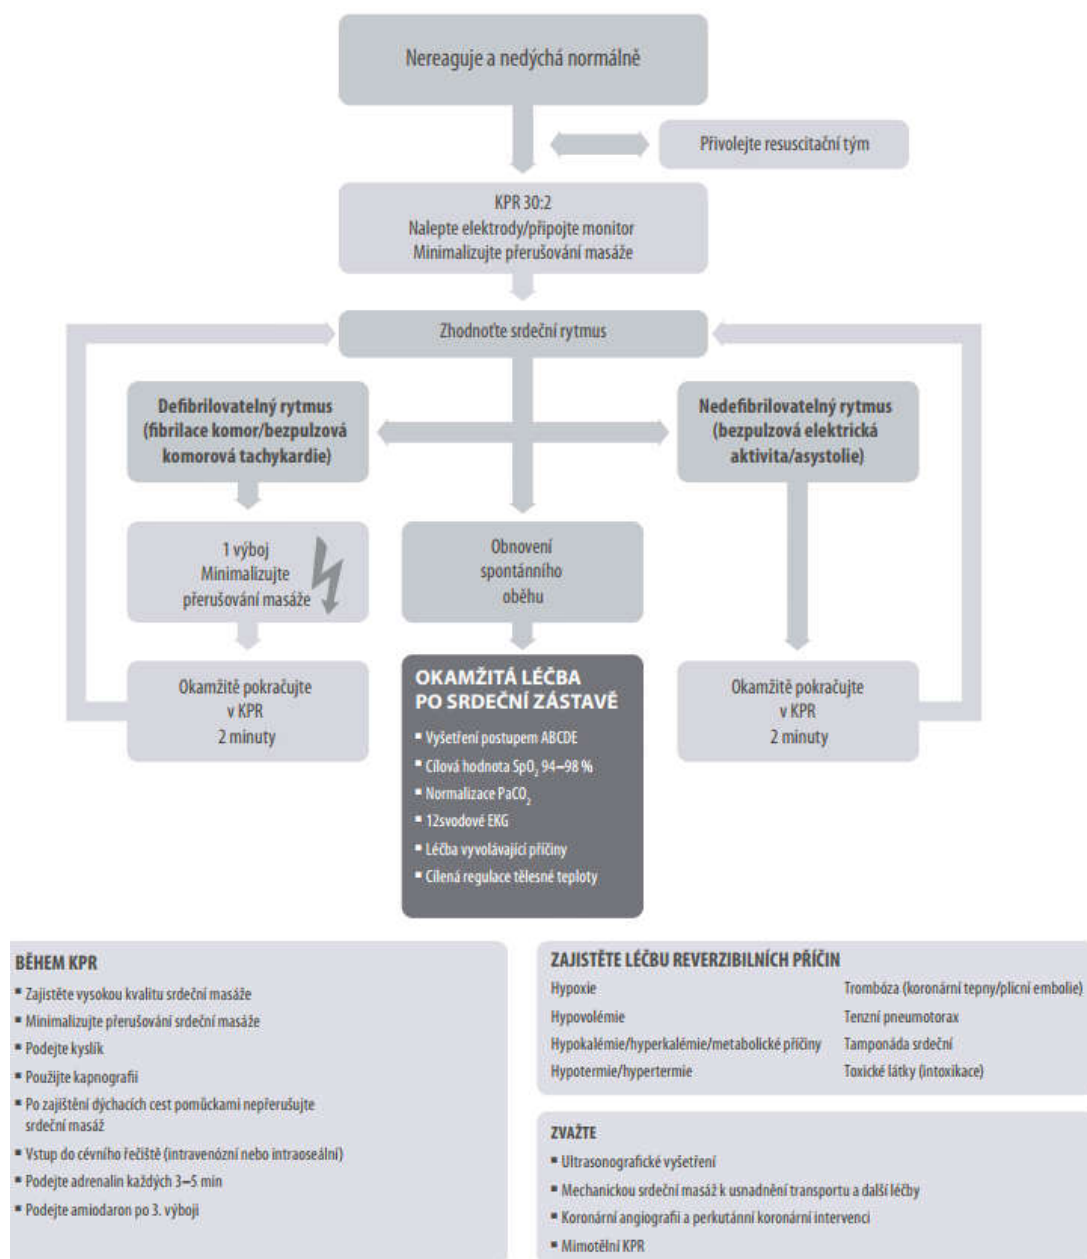 Nereaguje a nedýchá normálně
Přivolejte resuscitační tým
KPR 30:2
Nalepte elektrody/připojte monitor
Minimalizujte přerušování masáže
Zhodnoťte srdeční rytmus
Defibrilovatelný rytmus
(fibrilace komor/bezpulzová
komorová tachykardie)
Nedefibrilovatelný rytmus
(bezpulzová elektrická
aktivita/asystolie)
1 výboj
Minimalizujte
přerušování masáže
Obnovení
spontánního
oběhu
Okamžitě pokračujte
v KPR
2 minuty
OKAMŽITÁ LÉČBA
PO SRDEČNÍ ZÁSTAVĚ
▪ Vyšetření postupem ABCDE
▪ Cílová hodnota SpO₂ 94–98 %
▪ Normalizace PaCO₂
▪ 12svodové EKG
▪ Léčba vyvolávající příčiny
▪ Cílená regulace tělesné teploty
Okamžitě pokračujte
v KPR
2 minuty
BĚHEM KPR
▪ Zajistěte vysokou kvalitu srdeční masáže
▪ Minimalizujte přerušování srdeční masáže
▪ Podejte kyslík
▪ Použijte kapnografii
▪ Po zajištění dýchacích cest pomůckami nepřerušujte
srdeční masáž
▪ Vstup do cévního řečiště (intravenózní nebo intraoseální)
▪ Podejte adrenalin každých 3–5 min
▪ Podejte amiodaron po 3. výboji
ZAJISTĚTE LÉČBU REVERZIBILNÍCH PŘÍČIN
Hypoxie
Hypovolémie
Hypokalémie/hyperkalémie/metabolické příčiny
Hypotermie/hypertermie
Trombóza (koronární tepny/plicní embolie)
Tenzní pneumotorax
Tamponáda srdeční
Toxické látky (intoxikace)
ZVAŽTE
▪ Ultrasonografické vyšetření
▪ Mechanickou srdeční masáž k usnadnění transportu a další léčby
▪ Koronární angiografii a perkutánní koronární intervenci
▪ Mimotělní KPR